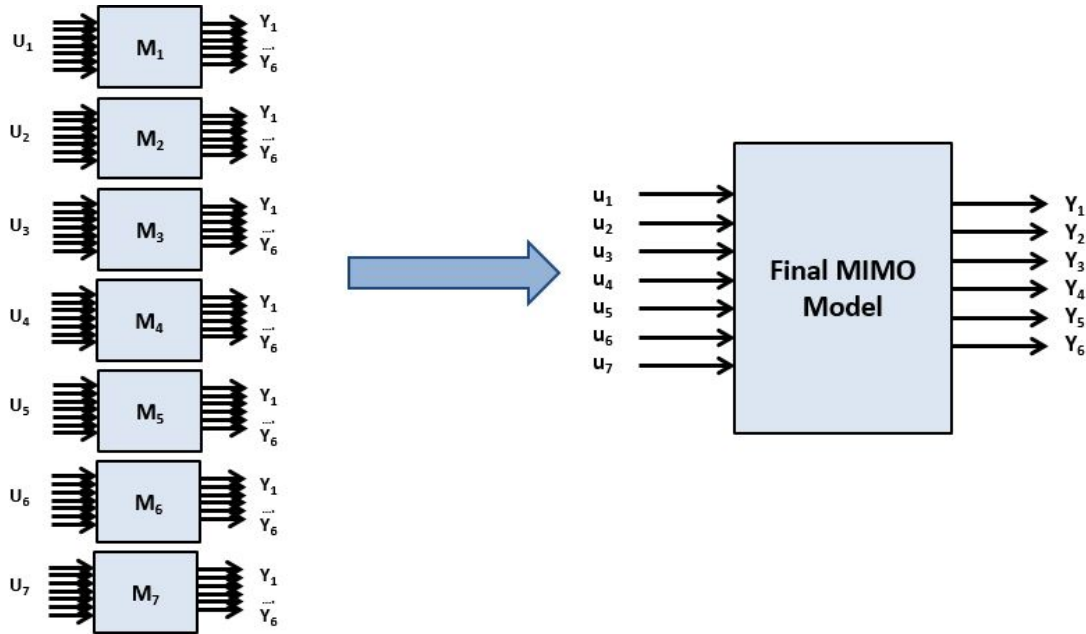 U₁
M₁
Y₁
....
Y₆
U₂
M₂
Y₁
....
Y₆
U₃
M₃
Y₁
....
Y₆
U₄
M₄
Y₁
....
Y₆
U₅
M₅
Y₁
....
Y₆
U₆
M₆
Y₁
....
Y₆
U₇
M₇
Y₁
....
Y₆
u₁
u₂
u₃
u₄
u₅
u₆
u₇
Final MIMO
Model
Y₁
Y₂
Y₃
Y₄
Y₅
Y₆